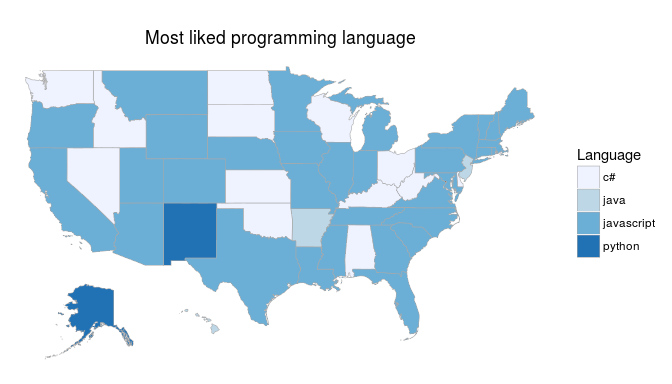 Most liked programming language
Language
c#
java
javascript
python